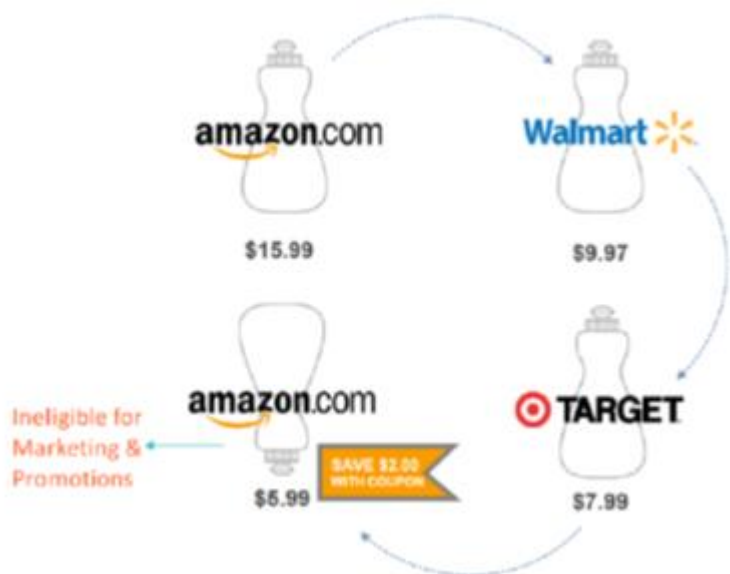 amazon.com
Walmart
$15.99
$9.97
amazon.com
TARGET
Ineligible for
Marketing &
Promotions
SAVE $2.00
WITH COUPON
$5.99
$7.99